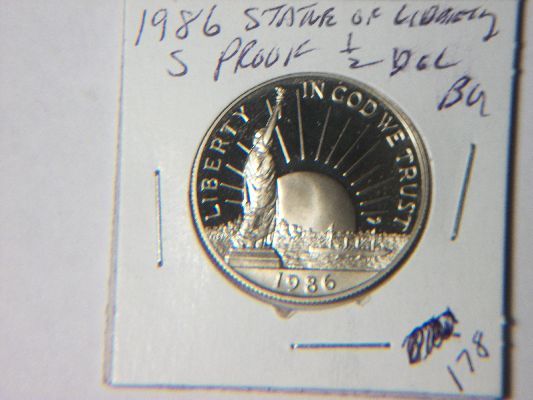 1986 STATUE OF LIBERTY
S PROOF 1/2 DOL
BU
LIBERTY
IN GOD WE TRUST
1986
178